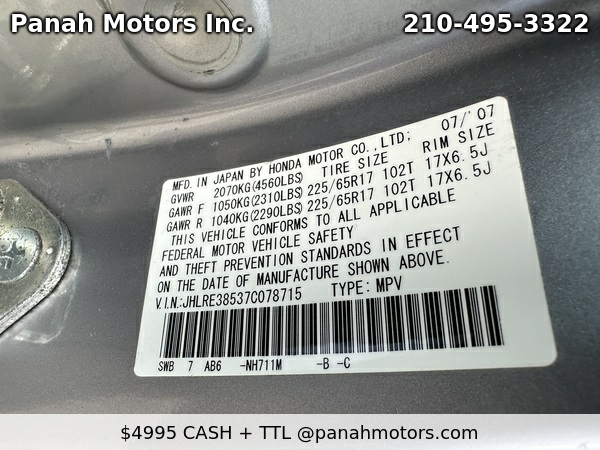 Panah Motors Inc.
210-495-3322
MFD. IN JAPAN BY HONDA MOTOR CO.,LTD; 07/'07
GVWR 2070KG(4560LBS) TIRE SIZE RIM SIZE
GAWR F 1050KG(2310LBS) 225/65R17 102T 17X6.5J
GAWR R 1040KG(2290LBS) 225/65R17 102T 17X6.5J
THIS VEHICLE CONFORMS TO ALL APPLICABLE
FEDERAL MOTOR VEHICLE SAFETY
AND THEFT PREVENTION STANDARDS IN EFFECT
ON THE DATE OF MANUFACTURE SHOWN ABOVE.
V.I.N.:JHLRE38537C078715 TYPE: MPV
SWB 7 AB6 -NH711M -B -C
$4995 CASH + TTL @panahmotors.com